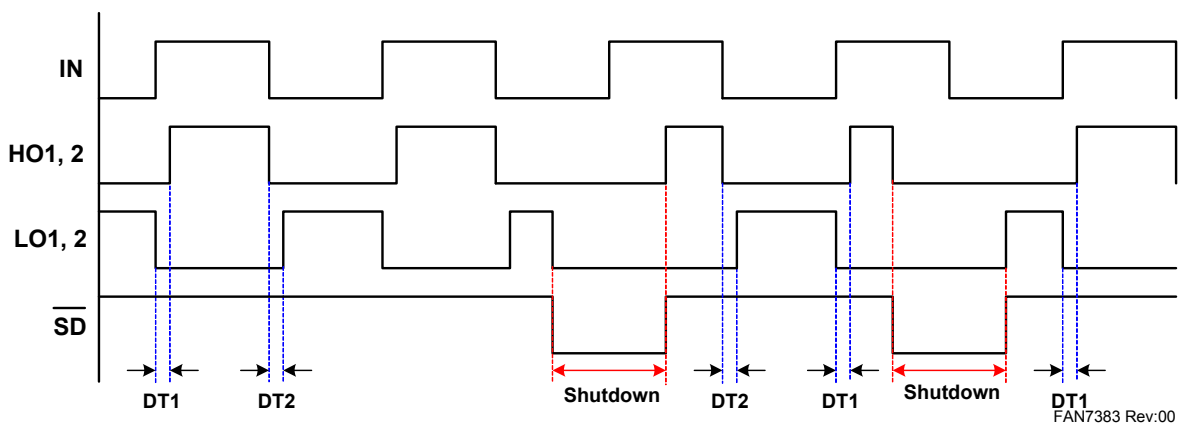 IN
HO1, 2
LO1, 2
SD
DT1
DT2
Shutdown
DT2
DT1
Shutdown
DT1
FAN7383 Rev:00